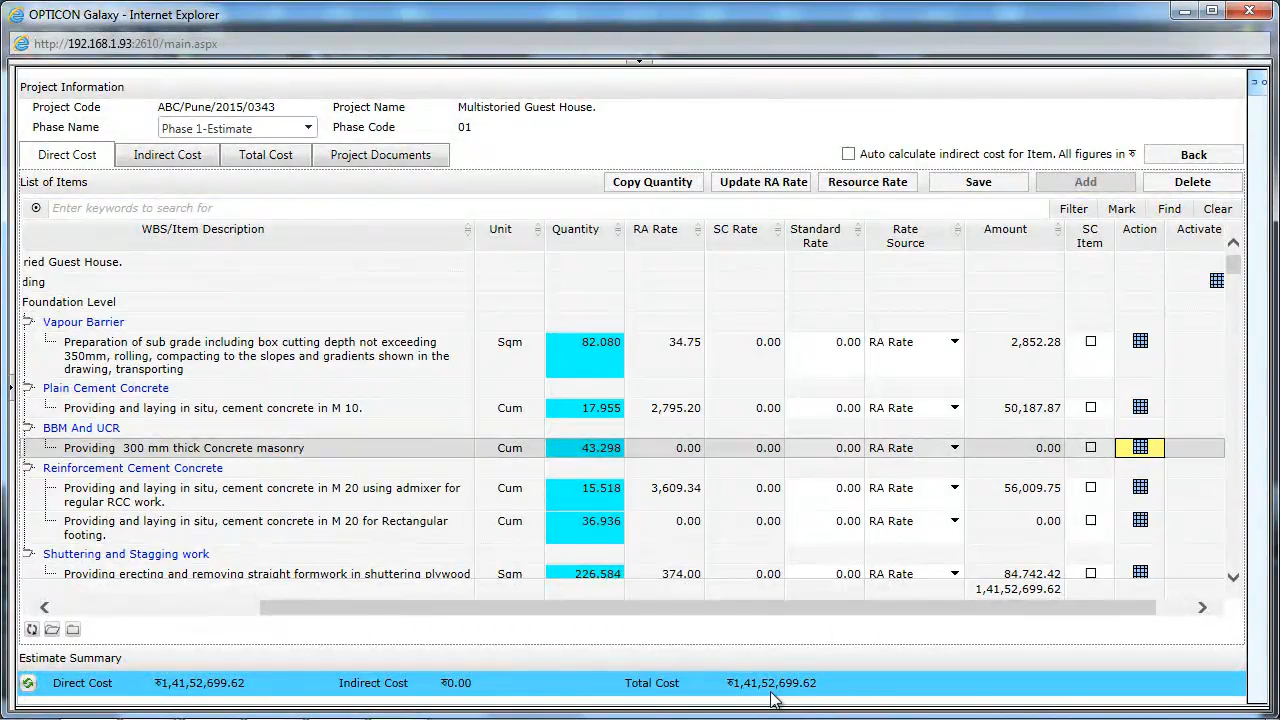 OPTICON Galaxy - Internet Explorer
http://192.168.1.93:2610/main.aspx
Project Information
Project Code ABC/Pune/2015/0343 Project Name Multistoried Guest House.
Phase Name Phase 1-Estimate Phase Code 01
Direct Cost Indirect Cost Total Cost Project Documents Auto calculate indirect cost for Item. All figures in ₹ Back
List of Items Copy Quantity Update RA Rate Resource Rate Save Add Delete
Enter keywords to search for Filter Mark Find Clear
WBS/Item Description Unit Quantity RA Rate SC Rate Standard Rate Rate Source Amount SC Item Action Activate
ried Guest House.
ding
Foundation Level
Vapour Barrier
Preparation of sub grade including box cutting depth not exceeding Sqm 82.080 34.75 0.00 0.00 RA Rate 2,852.28
350mm, rolling, compacting to the slopes and gradients shown in the
drawing, transporting
Plain Cement Concrete
Providing and laying in situ, cement concrete in M 10. Cum 17.955 2,795.20 0.00 0.00 RA Rate 50,187.87
BBM And UCR
Providing 300 mm thick Concrete masonry Cum 43.298 0.00 0.00 0.00 RA Rate 0.00
Reinforcement Cement Concrete
Providing and laying in situ, cement concrete in M 20 using admixer for Cum 15.518 3,609.34 0.00 0.00 RA Rate 56,009.75
regular RCC work.
Providing and laying in situ, cement concrete in M 20 for Rectangular Cum 36.936 0.00 0.00 0.00 RA Rate 0.00
footing.
Shuttering and Stagging work
Providing erecting and removing straight formwork in shuttering plywood Sqm 226.584 374.00 0.00 0.00 RA Rate 84,742.42
1,41,52,699.62
Estimate Summary
Direct Cost ₹1,41,52,699.62 Indirect Cost ₹0.00 Total Cost ₹1,41,52,699.62